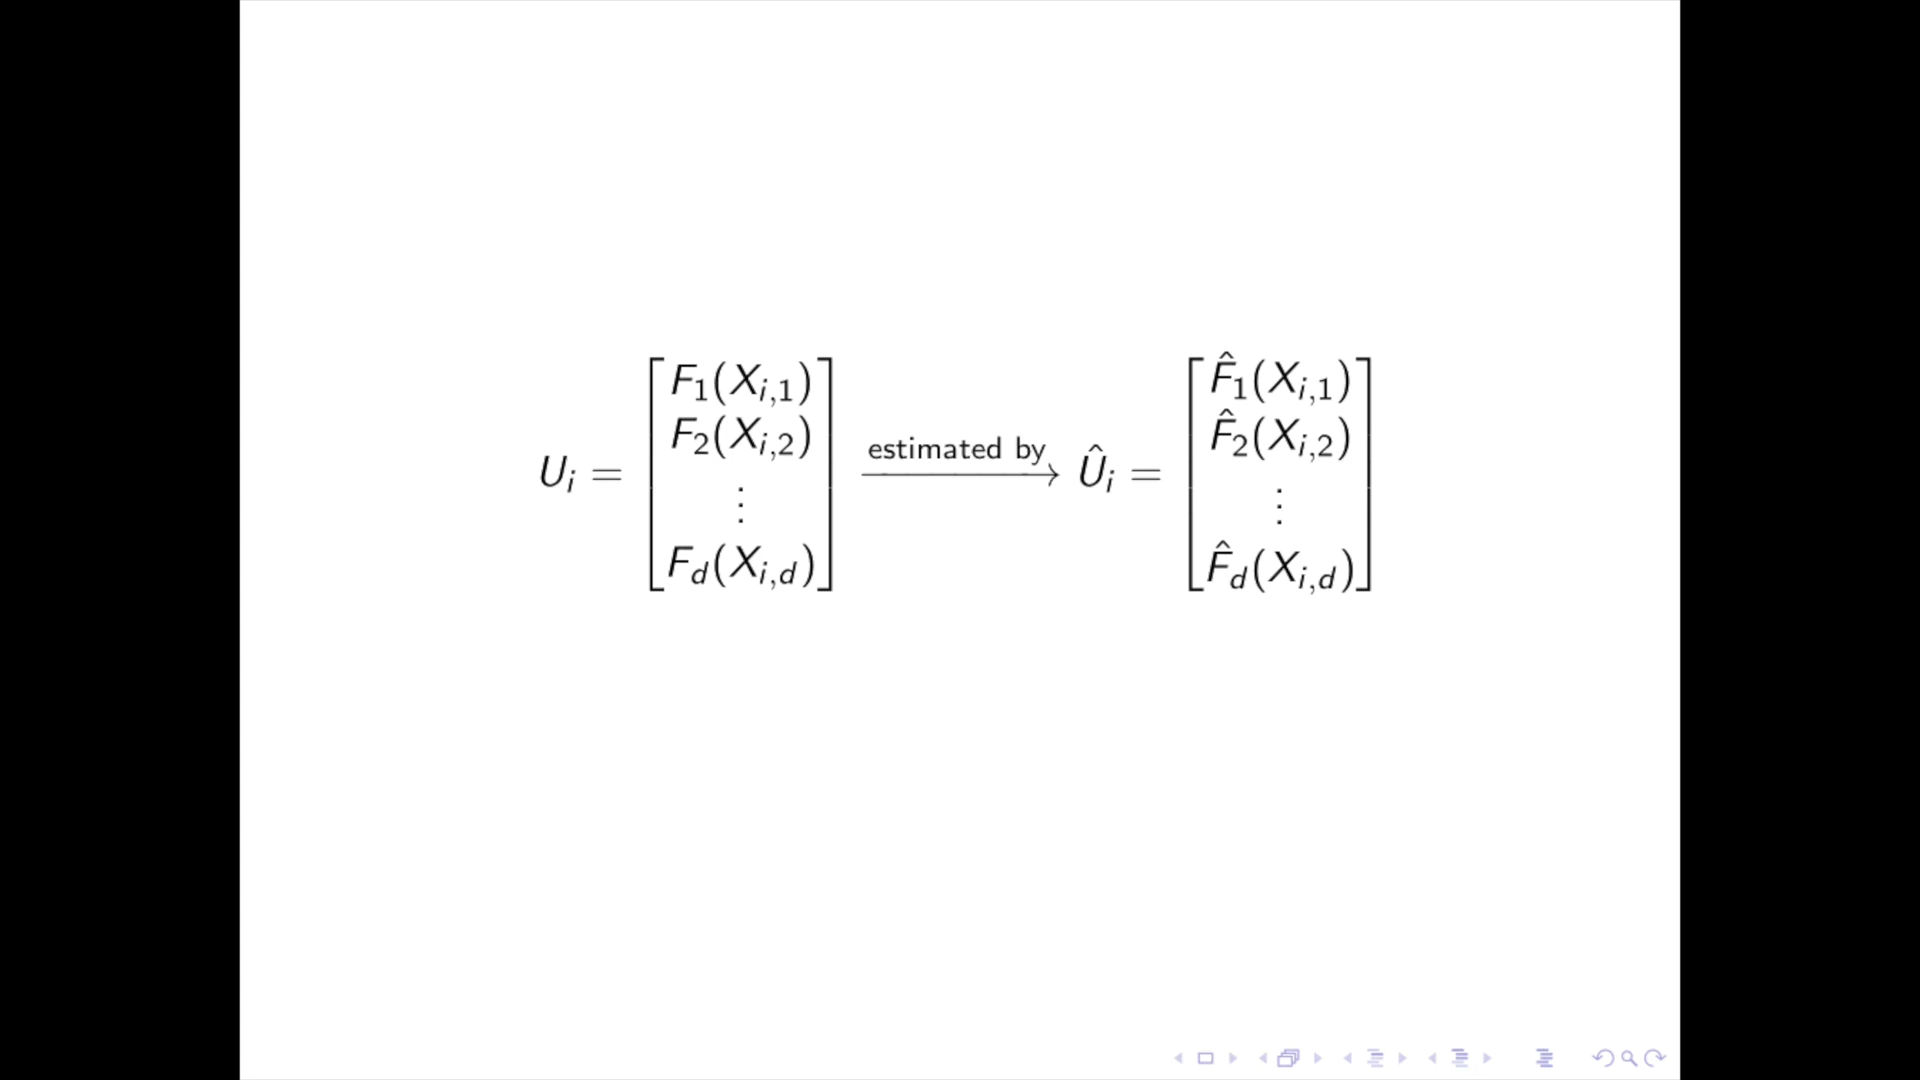 U_i = [F_1(X_{i,1}) F_2(X_{i,2}) ⋮ F_d(X_{i,d})] estimated by → Û_i = [F̂_1(X_{i,1}) F̂_2(X_{i,2}) ⋮ F̂_d(X_{i,d})]